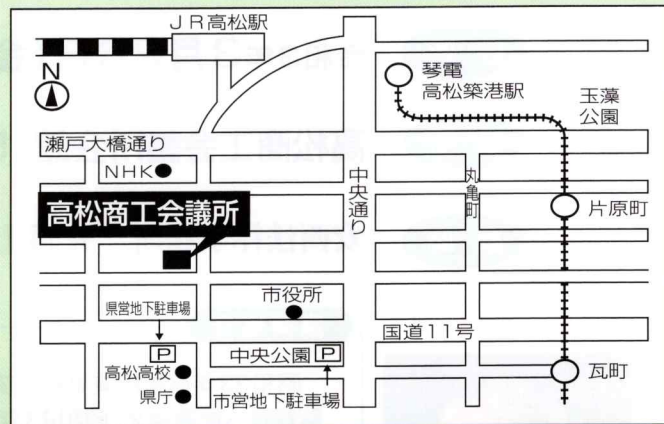 JR高松駅
N
琴電
高松築港駅
玉藻
公園
瀬戸大橋通り
NHK
中央通り
丸亀町
片原町
高松商工会議所
県営地下駐車場
市役所
国道11号
P
中央公園
P
高松高校
県庁
市営地下駐車場
瓦町